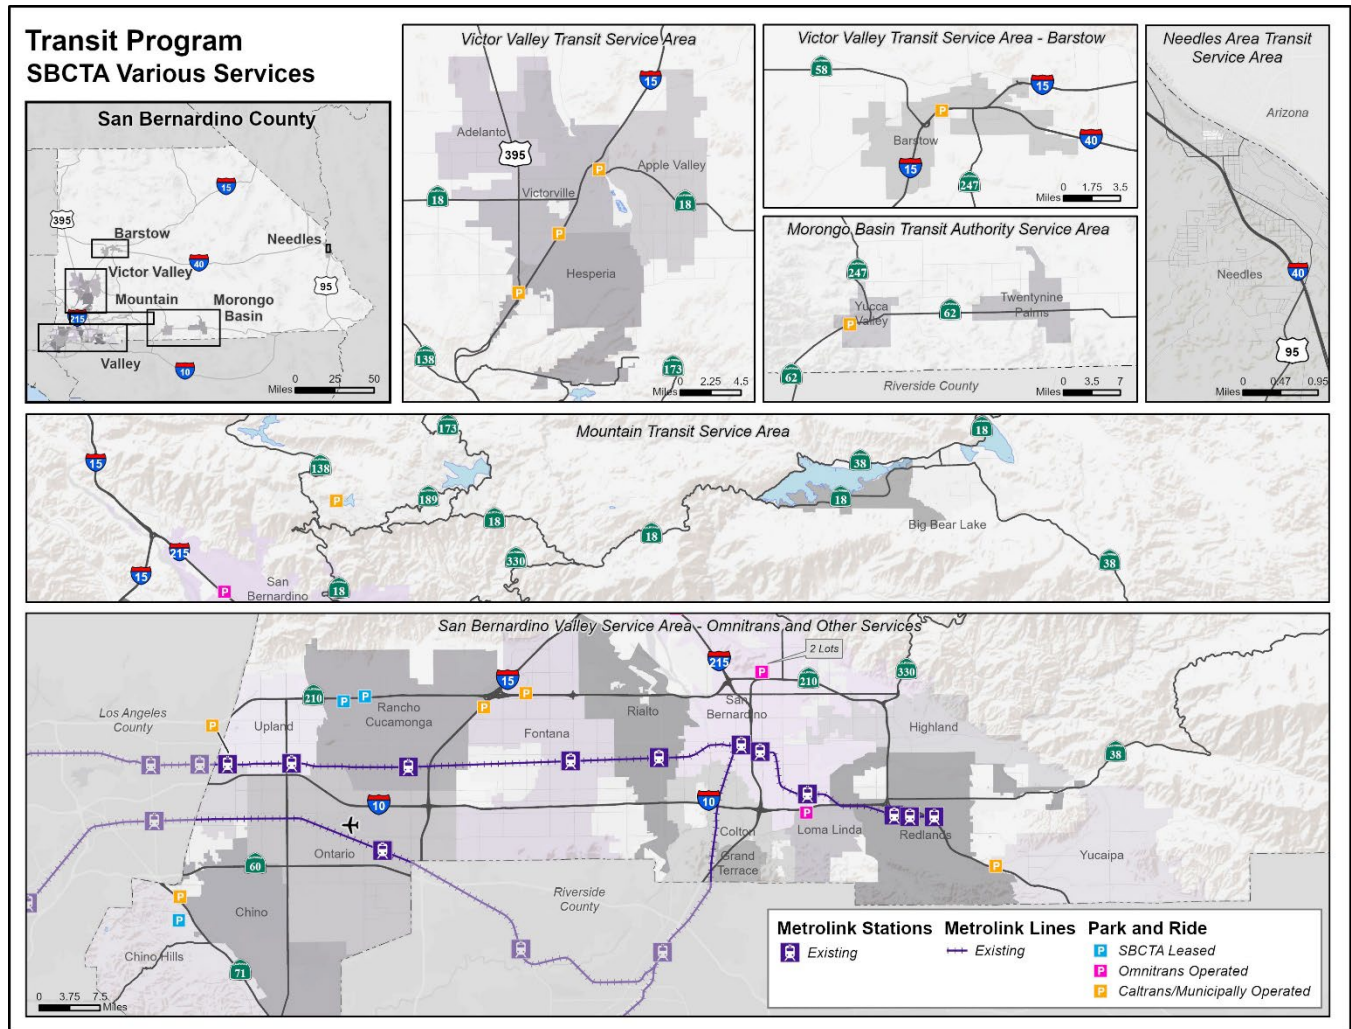 Transit Program
SBCTA Various Services
San Bernardino County
15
395
Barstow
Needles
40
Victor Valley
95
Mountain
Morongo
Basin
215
Valley
10
0 25 50
Miles
Victor Valley Transit Service Area
15
Adelanto
395
Apple Valley
Victorville
18
18
Hesperia
138
173
0 2.25 4.5
Miles
Victor Valley Transit Service Area - Barstow
58
15
Barstow
40
15
247
0 1.75 3.5
Miles
Morongo Basin Transit Authority Service Area
247
Yucca
Valley
Twentynine
Palms
62
62
Riverside County
0 3.5 7
Miles
Needles Area Transit
Service Area
Arizona
Needles
40
95
0 0.47 0.95
Miles
Mountain Transit Service Area
173
18
15
138
38
189
18
18
18
Big Bear Lake
215
330
38
15
San
Bernardino
18
San Bernardino Valley Service Area - Omnitrans and Other Services
2 Lots
215
330
15
210
210
Los Angeles
County
Upland
Rancho
Cucamonga
Fontana
Rialto
San
Bernardino
Highland
38
10
10
Colton
Loma Linda
Redlands
Ontario
60
Grand
Terrace
Yucaipa
Riverside
County
Chino
Chino Hills
71
0 3.75 7.5
Miles
Metrolink Stations
Existing
Metrolink Lines
Existing
Park and Ride
P SBCTA Leased
P Omnitrans Operated
P Caltrans/Municipally Operated